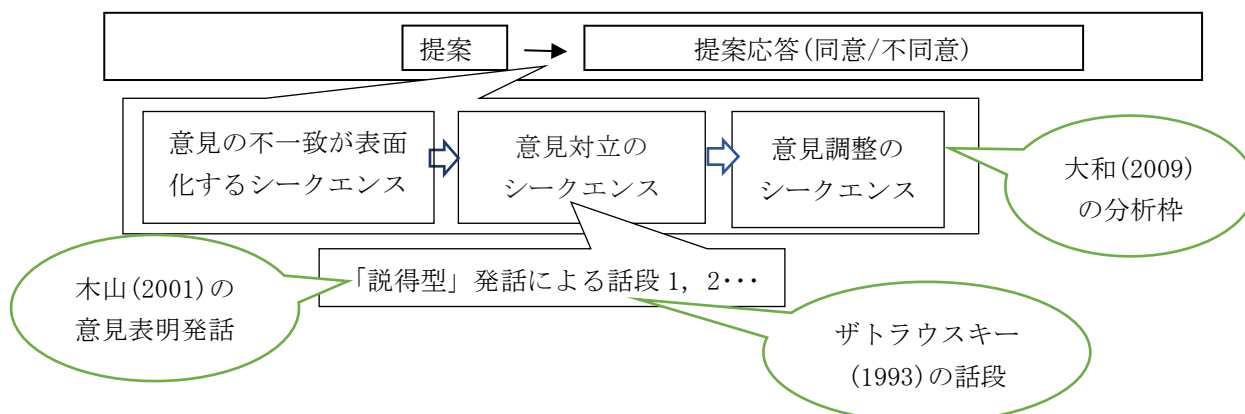 提案
提案応答(同意/不同意)
意見の不一致が表面
化するシークエンス
意見対立の
シークエンス
意見調整の
シークエンス
大和(2009)
の分析枠
「説得型」発話による話段 1, 2・・・
木山(2001)の
意見表明発話
ザトラウスキー
(1993)の話段